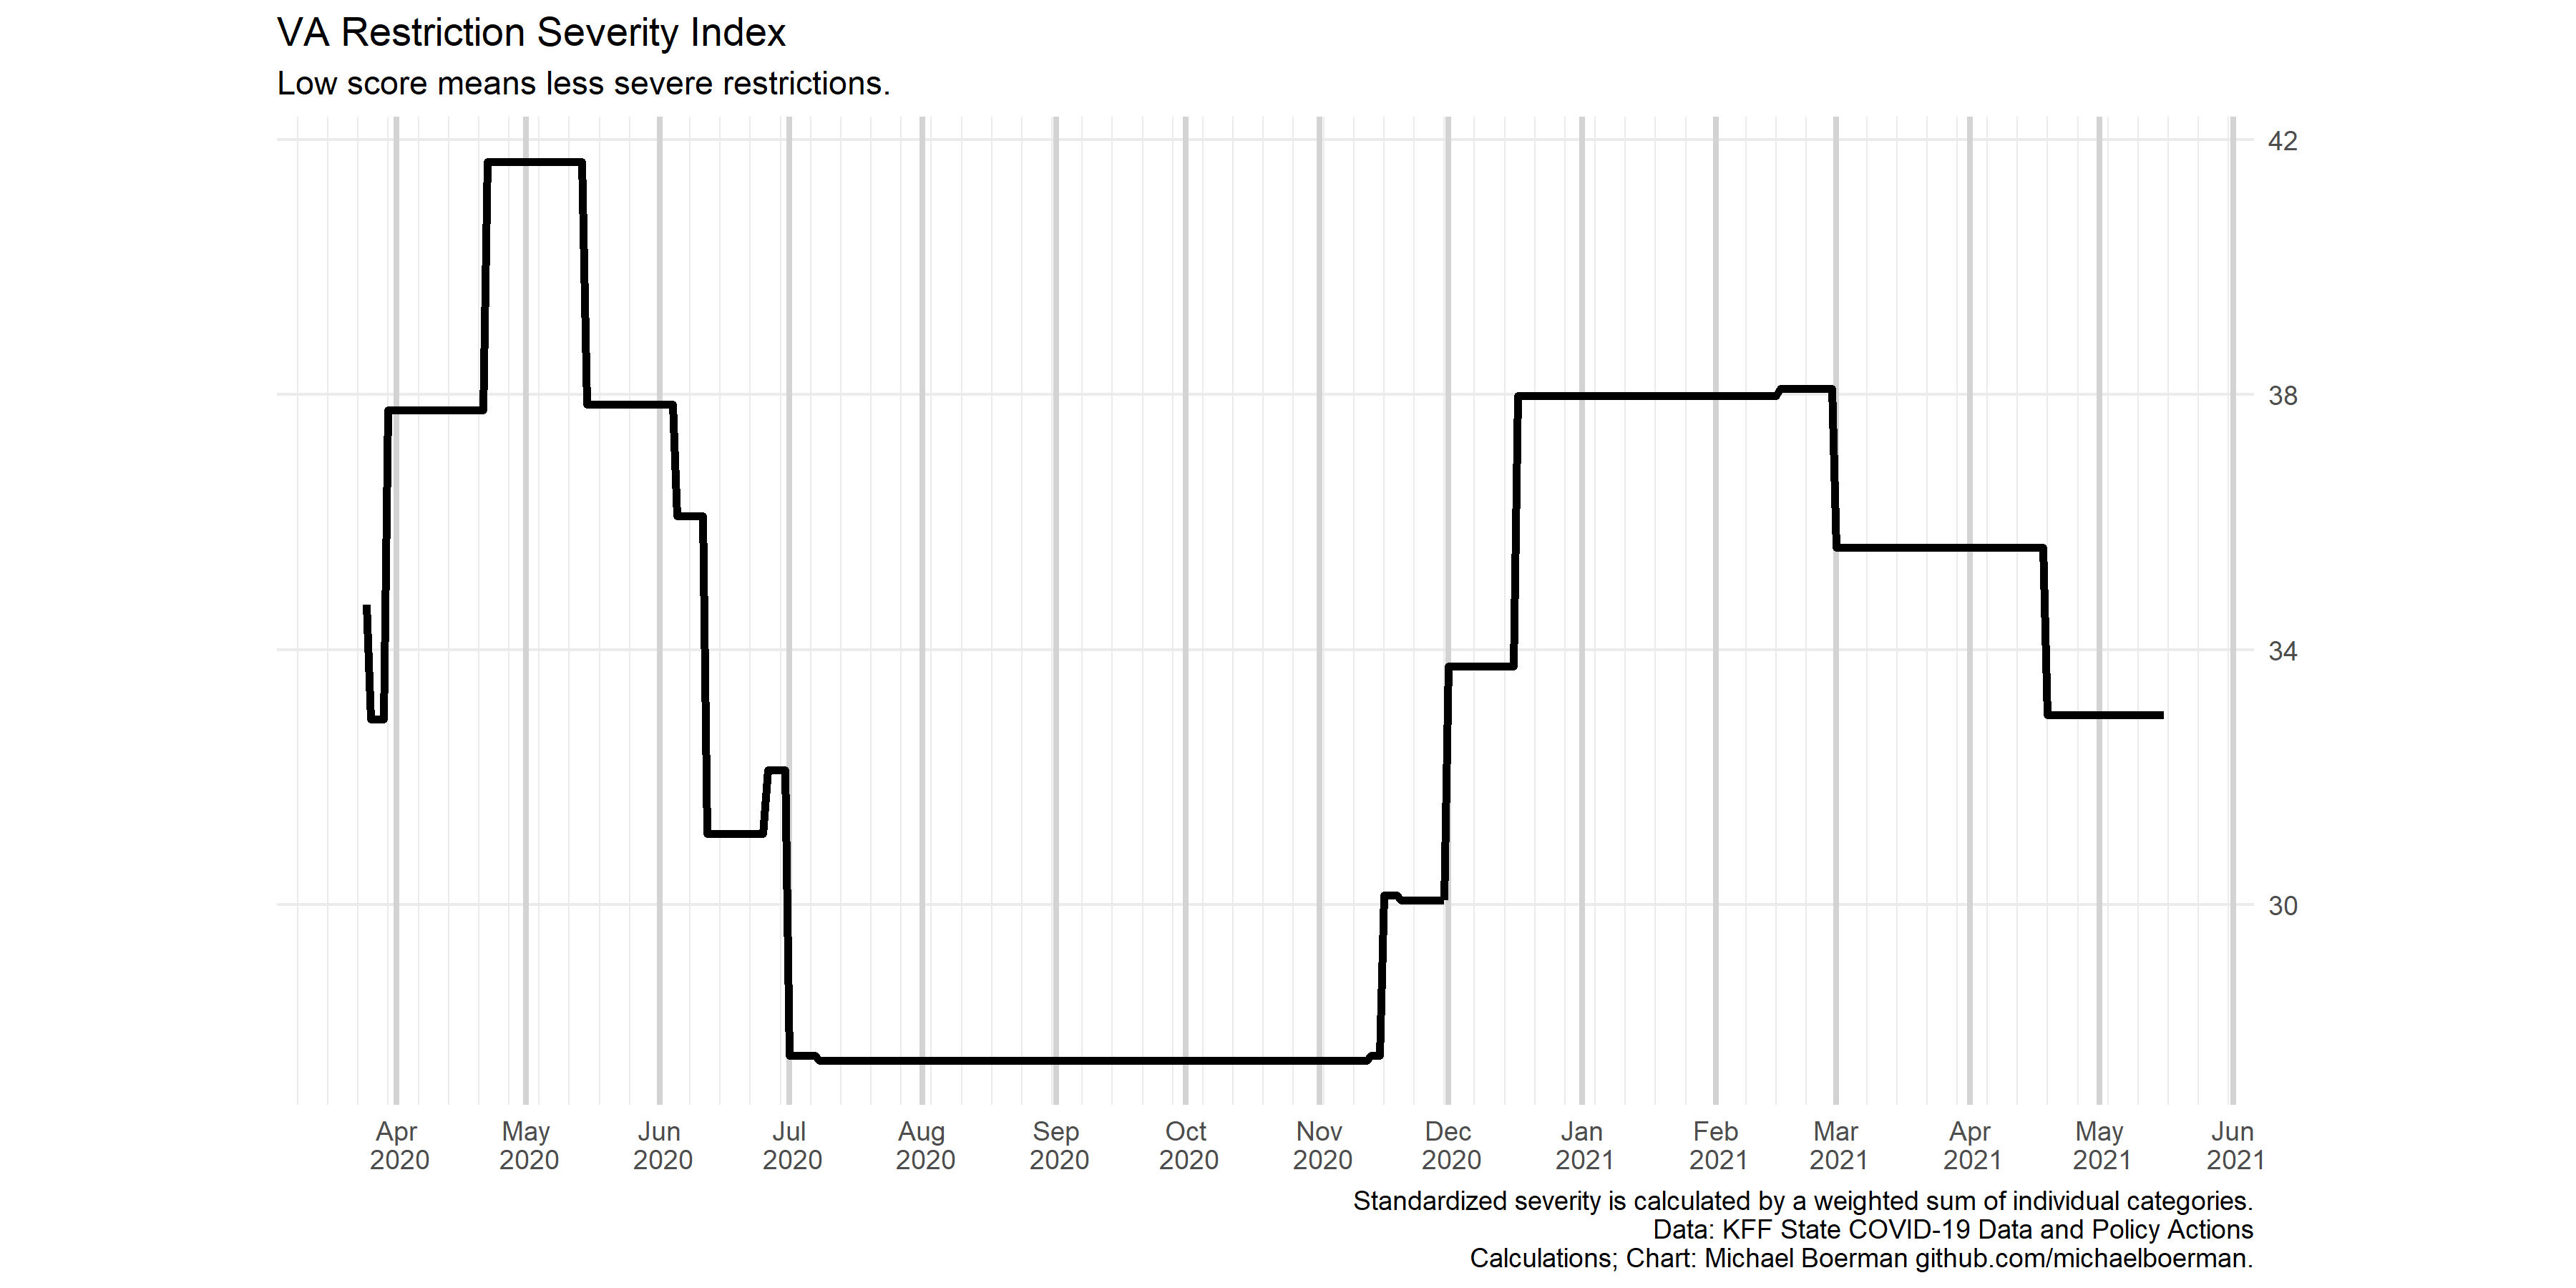 VA Restriction Severity Index
Low score means less severe restrictions.
42
38
34
30
Apr May Jun Jul Aug Sep Oct Nov Dec Jan Feb Mar Apr May Jun
2020 2020 2020 2020 2020 2020 2020 2020 2020 2021 2021 2021 2021 2021 2021
Standardized severity is calculated by a weighted sum of individual categories.
Data: KFF State COVID-19 Data and Policy Actions
Calculations; Chart: Michael Boerman github.com/michaelboerman.